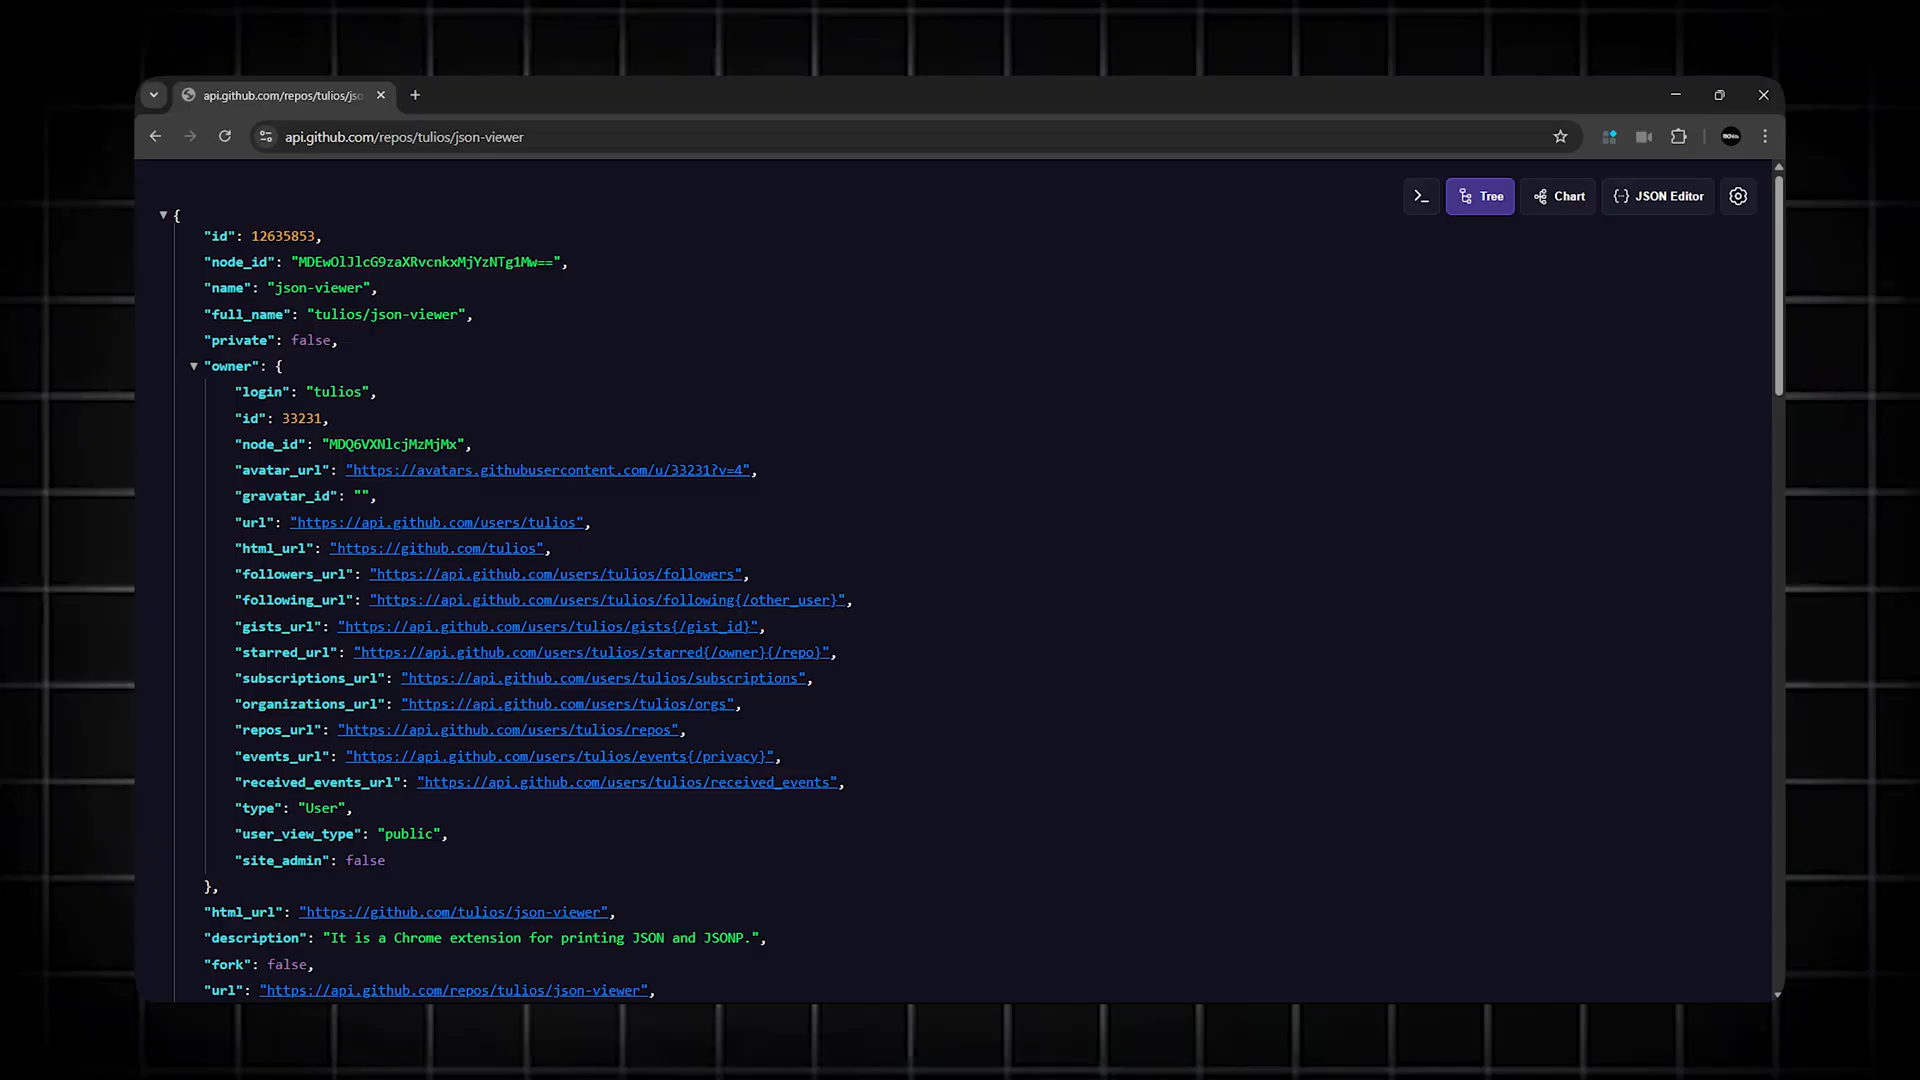 api.github.com/repos/tulios/jso
api.github.com/repos/tulios/json-viewer
Tree
Chart
JSON Editor
{
"id": 12635853,
"node_id": "MDEwOlJlcG9zaXRvcnkxMjYzNTg1Mw==",
"name": "json-viewer",
"full_name": "tulios/json-viewer",
"private": false,
"owner": {
"login": "tulios",
"id": 33231,
"node_id": "MDQ6VXNlcjMzMjMx",
"avatar_url": "https://avatars.githubusercontent.com/u/33231?v=4",
"gravatar_id": "",
"url": "https://api.github.com/users/tulios",
"html_url": "https://github.com/tulios",
"followers_url": "https://api.github.com/users/tulios/followers",
"following_url": "https://api.github.com/users/tulios/following{/other_user}",
"gists_url": "https://api.github.com/users/tulios/gists{/gist_id}",
"starred_url": "https://api.github.com/users/tulios/starred{/owner}{/repo}",
"subscriptions_url": "https://api.github.com/users/tulios/subscriptions",
"organizations_url": "https://api.github.com/users/tulios/orgs",
"repos_url": "https://api.github.com/users/tulios/repos",
"events_url": "https://api.github.com/users/tulios/events{/privacy}",
"received_events_url": "https://api.github.com/users/tulios/received_events",
"type": "User",
"user_view_type": "public",
"site_admin": false
},
"html_url": "https://github.com/tulios/json-viewer",
"description": "It is a Chrome extension for printing JSON and JSONP.",
"fork": false,
"url": "https://api.github.com/repos/tulios/json-viewer",